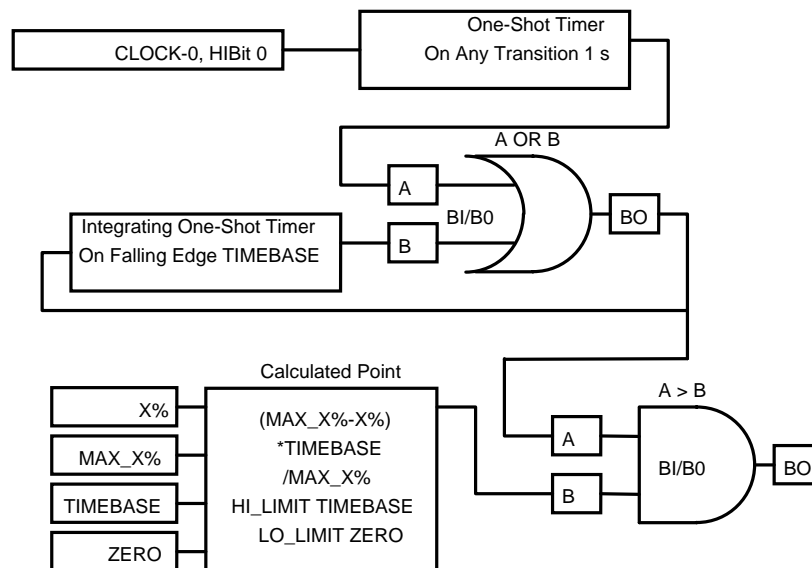 One-Shot Timer
CLOCK-0, HIBit 0
On Any Transition 1 s
A OR B
A
Integrating One-Shot Timer
BI/B0
BO
On Falling Edge TIMEBASE
B
Calculated Point
A > B
X%
(MAX_X%-X%)
*TIMEBASE
A
MAX_X%
/MAX_X%
BI/B0
BO
TIMEBASE
HI_LIMIT TIMEBASE
B
LO_LIMIT ZERO
ZERO